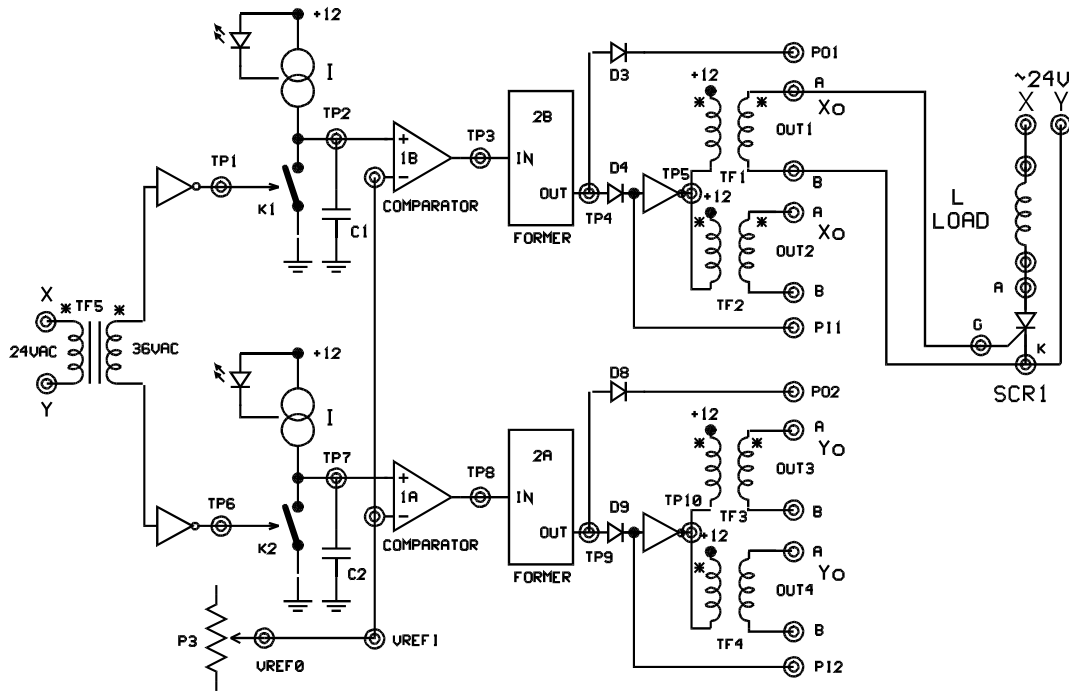 +12
I
TP2
TP1
K1
C1
+
1B
−
COMPARATOR
TP3
2B
IN
OUT
FORMER
D3
PO1
+12
*
*
A
XO
OUT1
B
TF1
D4
TP4
TP5
+12
*
*
A
XO
OUT2
B
TF2
PI1
~24V
X
Y
L
LOAD
A
G
K
SCR1
X
*
TF5
*
24VAC
36VAC
Y
+12
I
TP7
TP6
K2
C2
+
1A
−
COMPARATOR
TP8
2A
IN
OUT
FORMER
D8
PO2
+12
*
*
A
YO
OUT3
B
TF3
D9
TP9
TP10
+12
*
A
YO
OUT4
B
TF4
PI2
P3
VREF0
VREF1